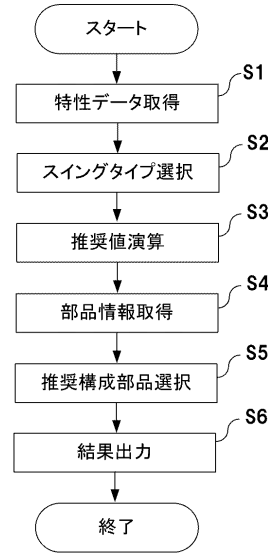 スタート
S1
特性データ取得
S2
スイングタイプ選択
S3
推奨値演算
S4
部品情報取得
S5
推奨構成部品選択
S6
結果出力
終了